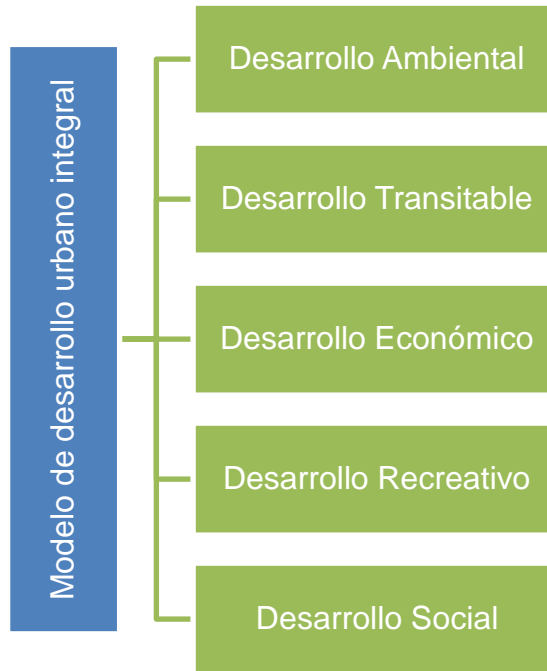 Modelo de desarrollo urbano integral
Desarrollo Ambiental
Desarrollo Transitable
Desarrollo Económico
Desarrollo Recreativo
Desarrollo Social